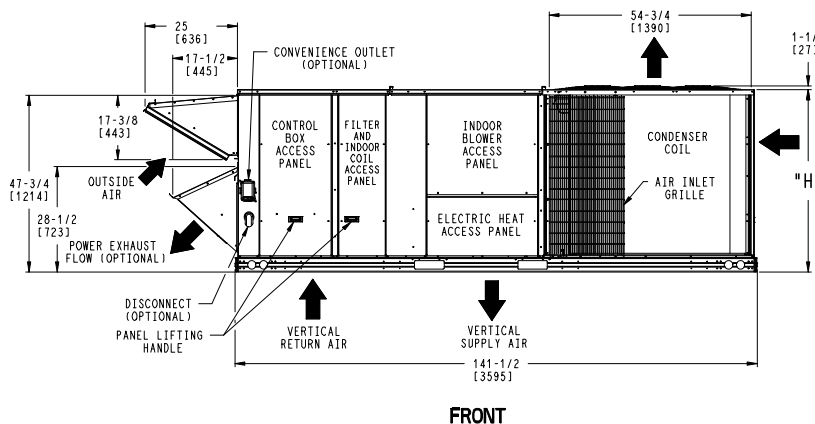 25
[636]
17-1/2
[445]
CONVENIENCE OUTLET
(OPTIONAL)
54-3/4
[1390]
[27]
17-3/8
[443]
CONTROL
BOX
ACCESS
PANEL
FILTER
AND
INDOOR
COIL
ACCESS
PANEL
INDOOR
BLOWER
ACCESS
PANEL
CONDENSER
COIL
47-3/4
[1214]
OUTSIDE
AIR
"H
AIR INLET
GRILLE
28-1/2
[723]
ELECTRIC HEAT
ACCESS PANEL
POWER EXHAUST
FLOW (OPTIONAL)
DISCONNECT
(OPTIONAL)
PANEL LIFTING
HANDLE
VERTICAL
RETURN AIR
VERTICAL
SUPPLY AIR
141-1/2
[3595]
FRONT